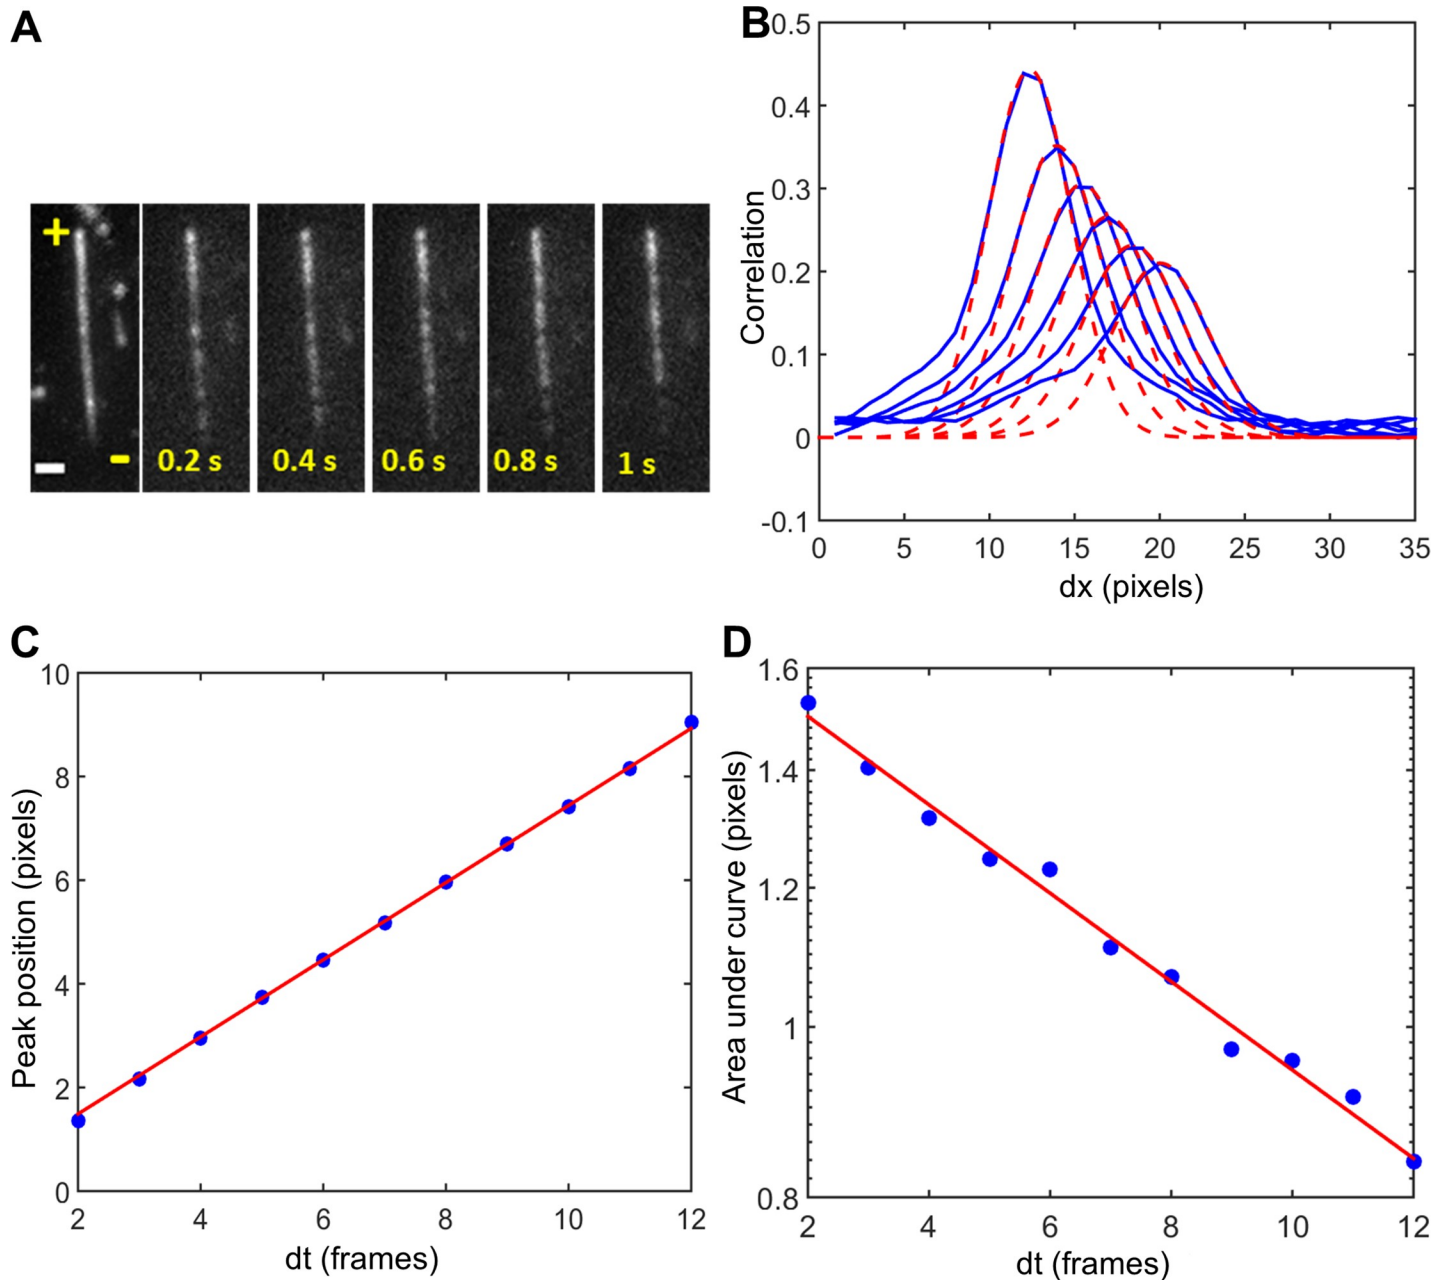 A
+
-
0.2 s
0.4 s
0.6 s
0.8 s
1 s
B
0.5
0.4
0.3
0.2
0.1
0
-0.1
Correlation
0 5 10 15 20 25 30 35
dx (pixels)
C
10
8
6
4
2
0
Peak position (pixels)
2 4 6 8 10 12
dt (frames)
D
1.6
1.4
1.2
1
0.8
Area under curve (pixels)
2 4 6 8 10 12
dt (frames)